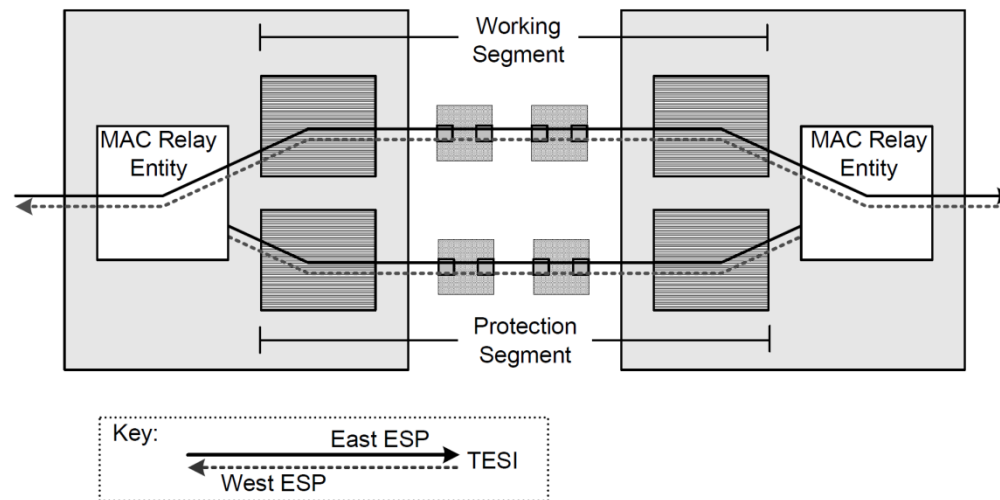 Working
Segment
MAC Relay
Entity
MAC Relay
Entity
Protection
Segment
Key:
East ESP
TESI
West ESP